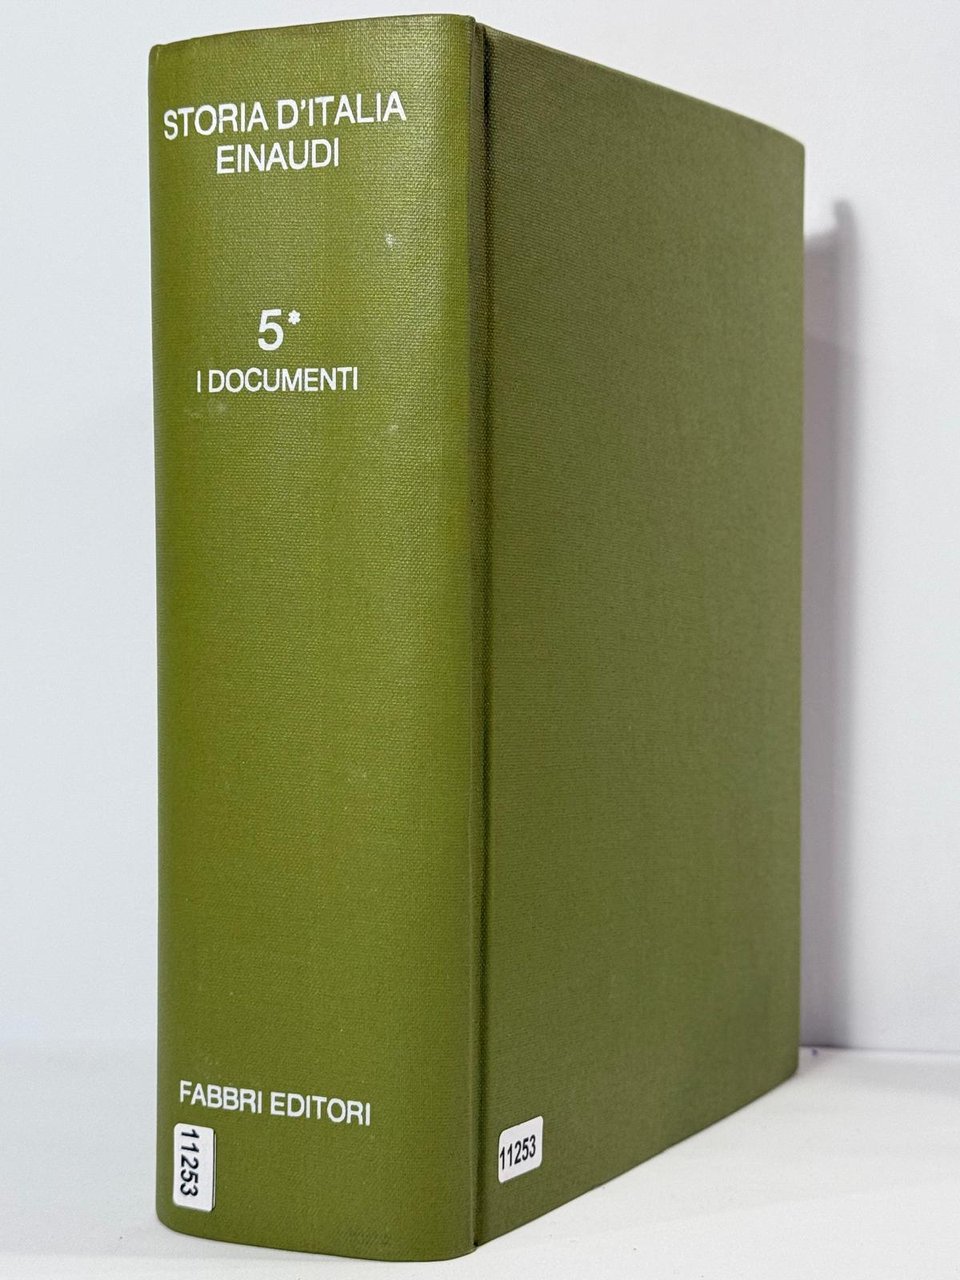 STORIA D'ITALIA
EINAUDI
5*
I DOCUMENTI
FABBRI EDITORI
11253
11253